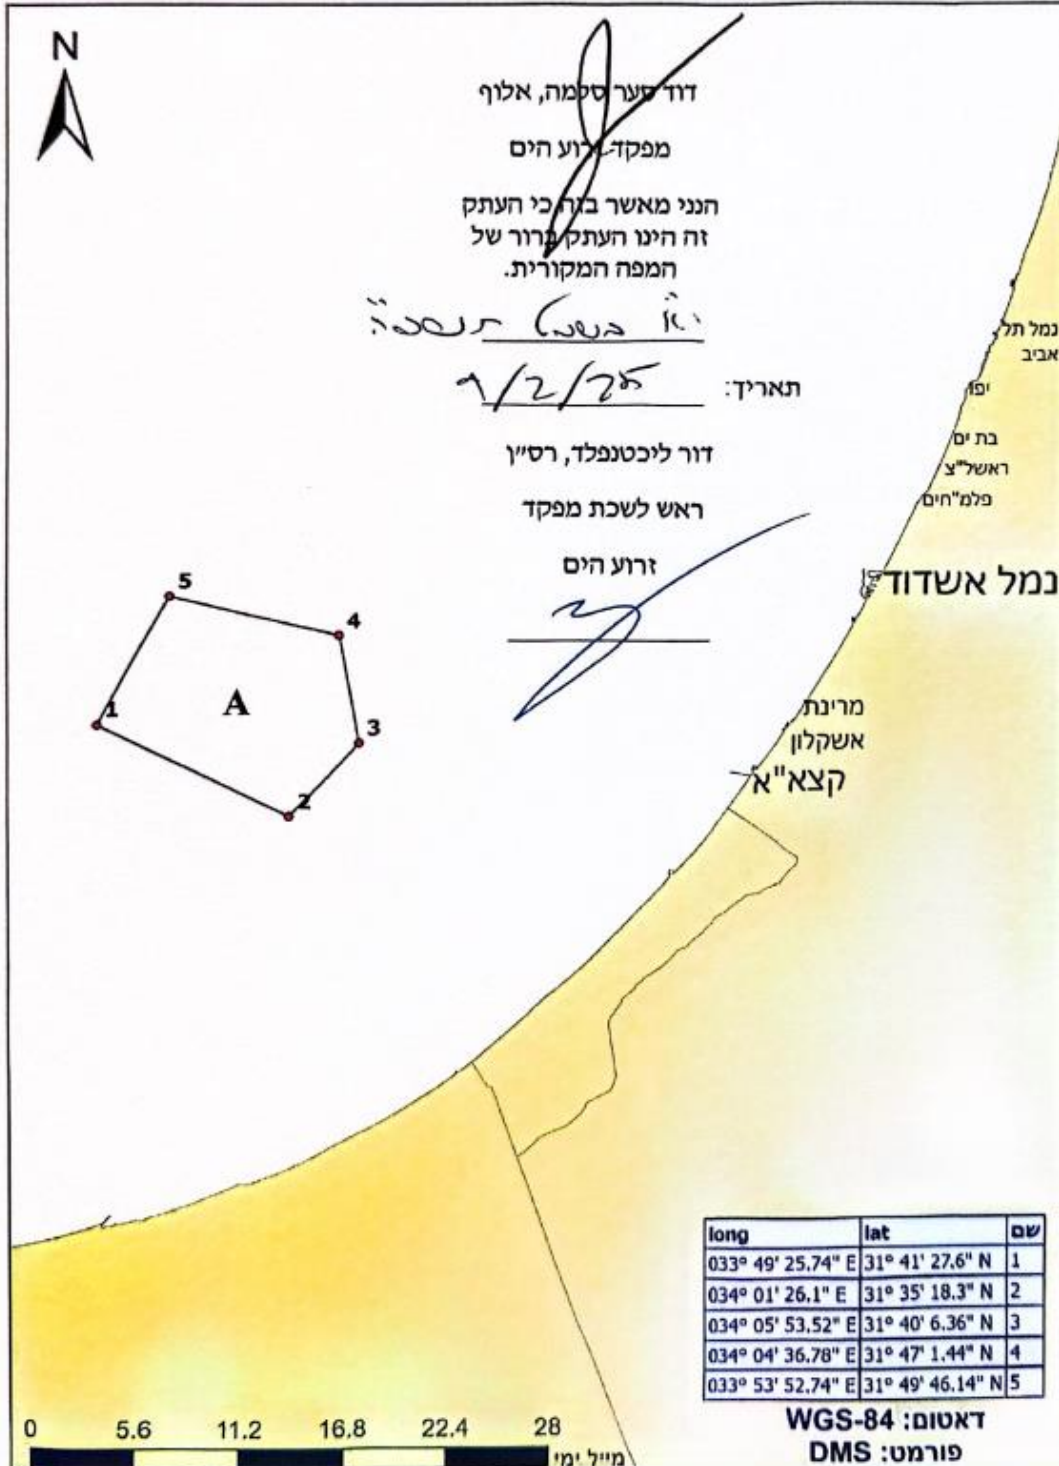 N
דוד סער סלמה, אלוף
מפקד זרוע הים
הנני מאשר בזה כי העתק
זה הינו העתק ברור של
המפה המקורית.
י"א בשבט תשפ"ה
תאריך: 9/2/25
דור ליכטנפלד, רס"ן
ראש לשכת מפקד
זרוע הים
נמל תל
אביב
יפו
בת ים
ראשל"צ
פלמ"חים
נמל אשדוד
מרינת
אשקלון
קצא"א
5
4
1
A
3
2
long lat שם
033° 49' 25.74" E 31° 41' 27.6" N 1
034° 01' 26.1" E 31° 35' 18.3" N 2
034° 05' 53.52" E 31° 40' 6.36" N 3
034° 04' 36.78" E 31° 47' 1.44" N 4
033° 53' 52.74" E 31° 49' 46.14" N 5
דאטום: WGS-84
פורמט: DMS
0 5.6 11.2 16.8 22.4 28
מייל ימי